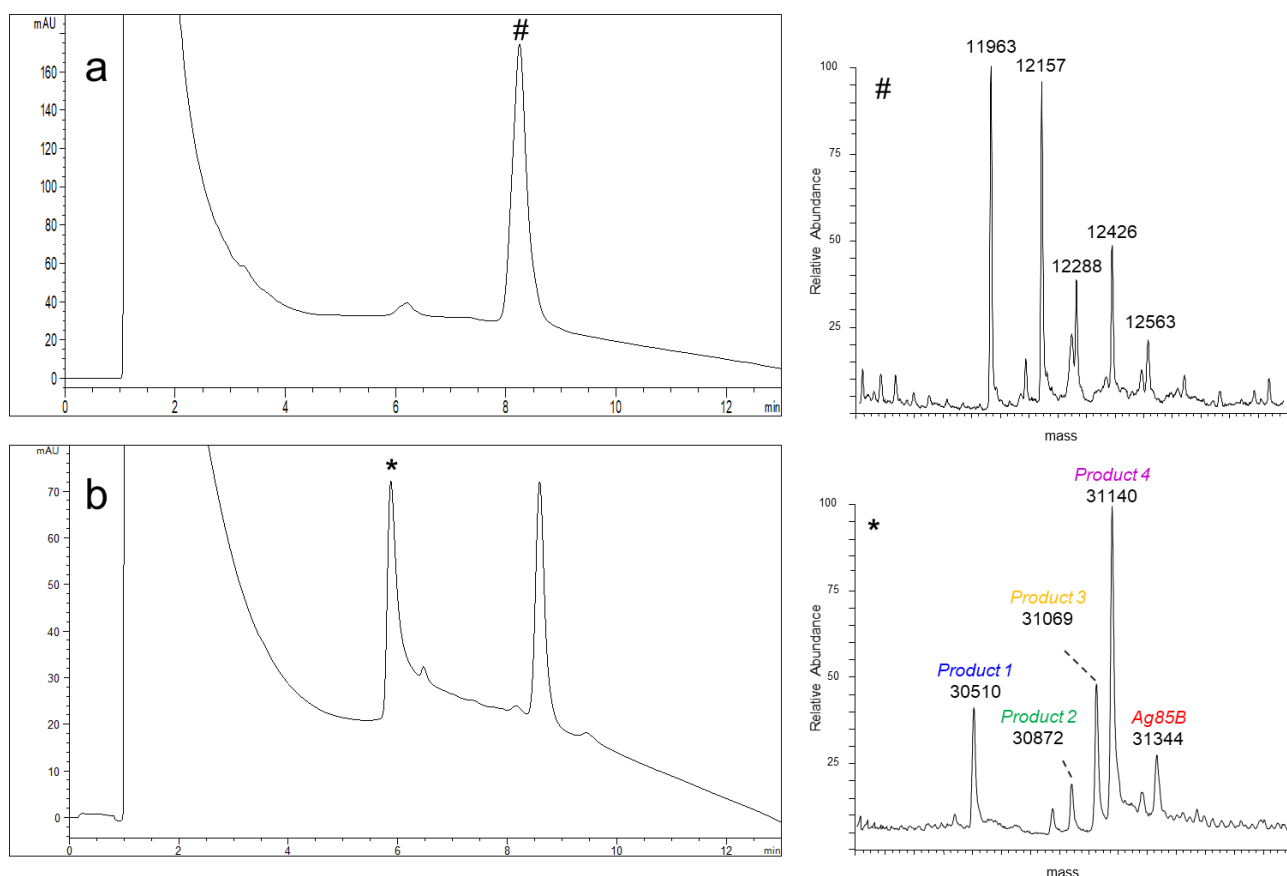 mAU
a
#
160
140
120
100
80
60
40
20
0
0 2 4 6 8 10 12 min
#
11963
12157
12288
12426
12563
100
75
50
25
Relative Abundance
mass
mAU
b
*
70
60
50
40
30
20
10
0
0 2 4 6 8 10 12 min
*
Product 4
31140
Product 3
31069
Product 1
30510
Product 2
30872
Ag85B
31344
100
75
50
25
Relative Abundance
mass